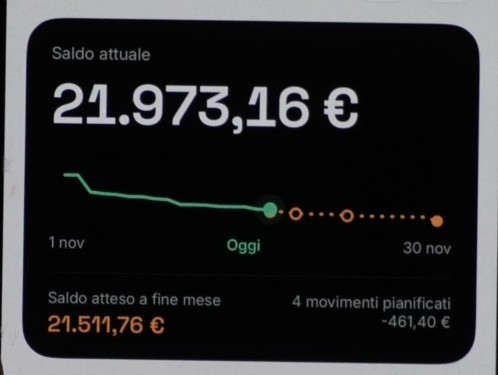 Saldo attuale
21.973,16 €
1 nov
Oggi
30 nov
Saldo atteso a fine mese
4 movimenti pianificati
21.511,76 €
-461,40 €